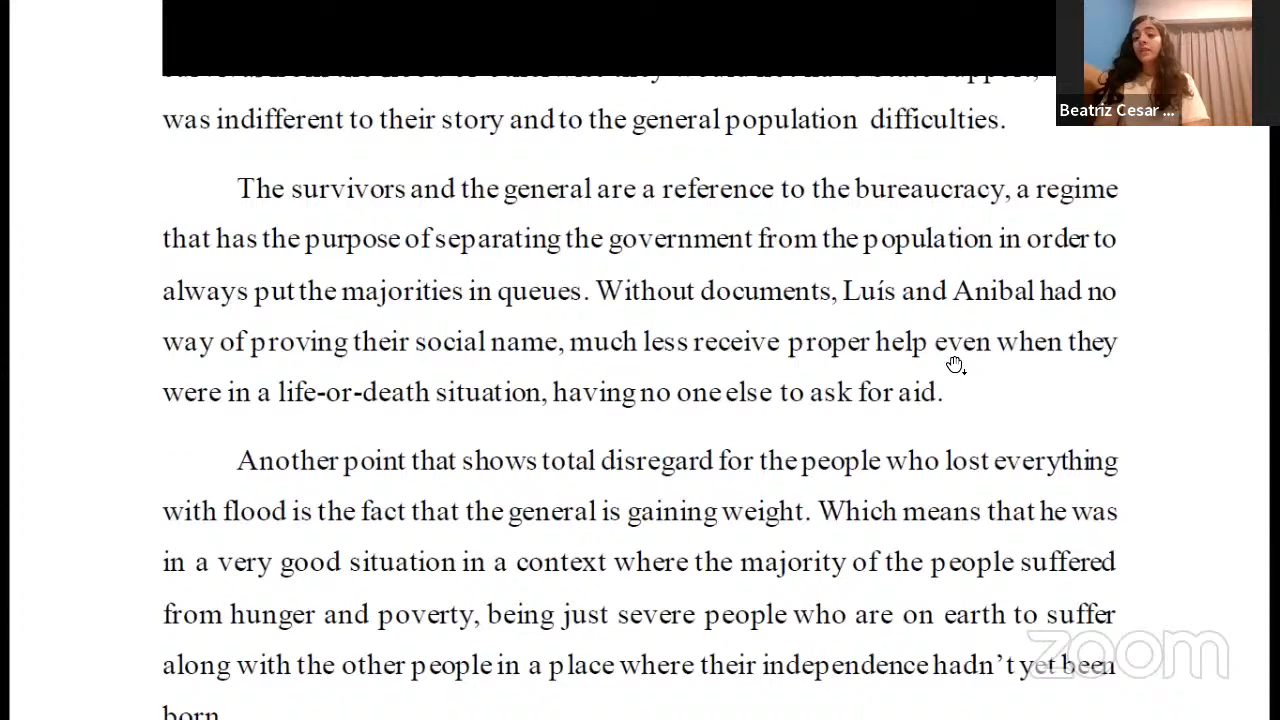 was indifferent to their story and to the general population difficulties.
Beatriz Cesar ...
The survivors and the general are a reference to the bureaucracy, a regime
that has the purpose of separating the government from the population in order to
always put the majorities in queues. Without documents, Luís and Anibal had no
way of proving their social name, much less receive proper help even when they
were in a life-or-death situation, having no one else to ask for aid.
Another point that shows total disregard for the people who lost everything
with flood is the fact that the general is gaining weight. Which means that he was
in a very good situation in a context where the majority of the people suffered
from hunger and poverty, being just severe people who are on earth to suffer
along with the other people in a place where their independence hadn't yet been
born
zoom